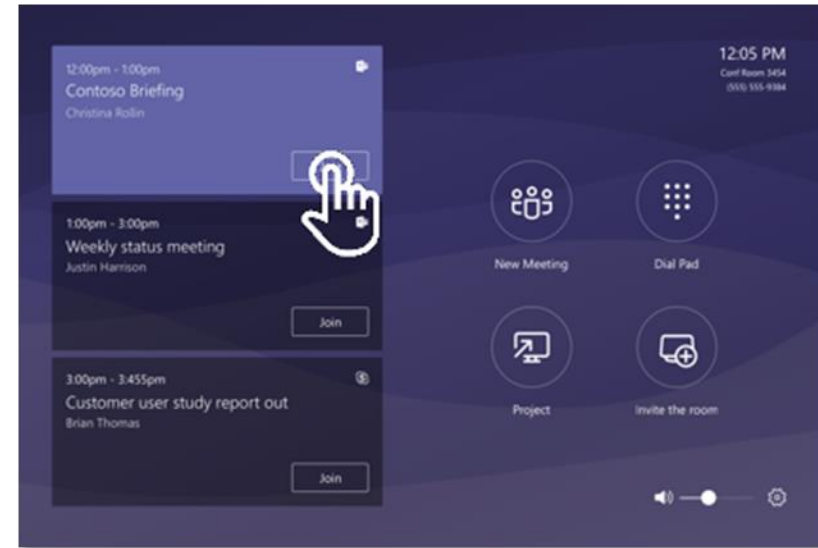 12:00pm - 1:00pm
Contoso Briefing
Christina Rollin
1:00pm - 3:00pm
Weekly status meeting
Justin Harrison
Join
3:00pm - 3:455pm
Customer user study report out
Brian Thomas
Join
12:05 PM
Conf Room 3454
(555) 555-9384
New Meeting
Dial Pad
Project
Invite the room